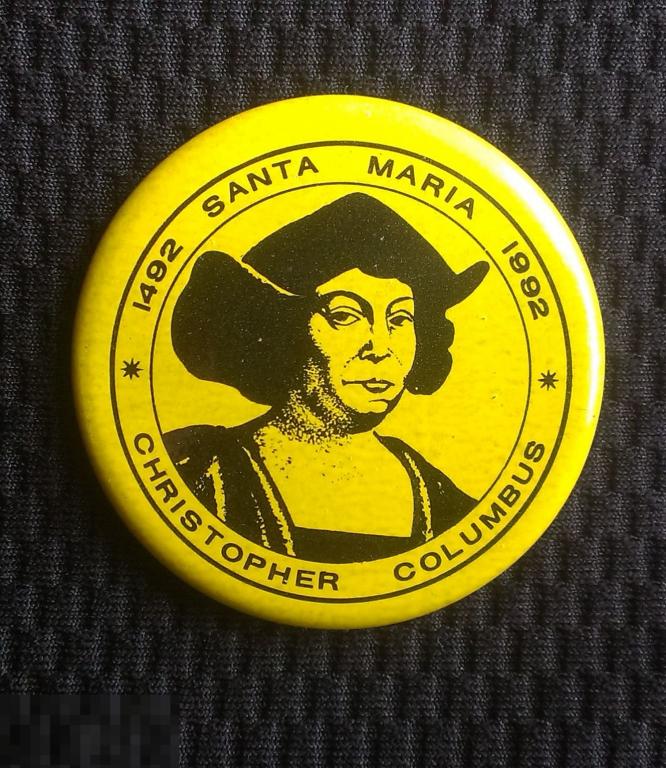 1492 SANTA MARIA 1992
* CHRISTOPHER COLUMBUS *